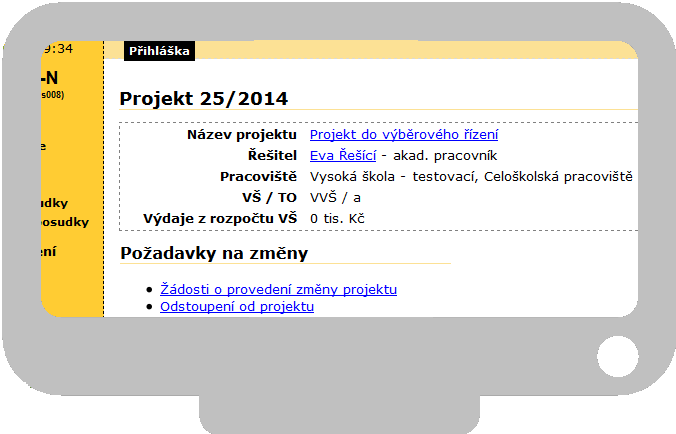 9:34
Přihláška
-N
s008)
Projekt 25/2014
Název projektu Projekt do výběrového řízení
Řešitel Eva Řešící - akad. pracovník
Pracoviště Vysoká škola - testovací, Celoškolská pracoviště
VŠ / TO VVŠ / a
Výdaje z rozpočtu VŠ 0 tis. Kč
udky
posudky
ení
Požadavky na změny
Žádosti o provedení změny projektu
Odstoupení od projektu